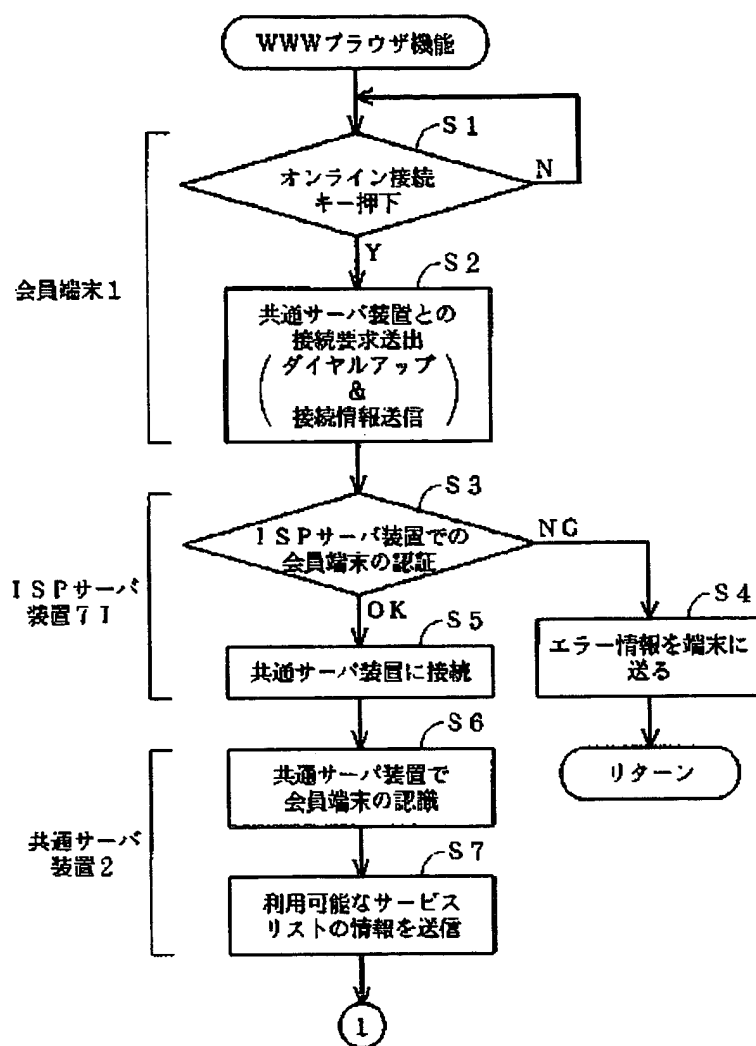 WWWブラウザ機能
S1
オンライン接続
キー押下
N
Y
会員端末1
S2
共通サーバ装置との
接続要求送出
(ダイヤルアップ
&
接続情報送信)
S3
ISPサーバ装置での
会員端末の認証
NG
OK
ISPサーバ
装置7I
S4
エラー情報を端末に
送る
S5
共通サーバ装置に接続
リターン
S6
共通サーバ装置で
会員端末の認識
共通サーバ
装置2
S7
利用可能なサービス
リストの情報を送信
1